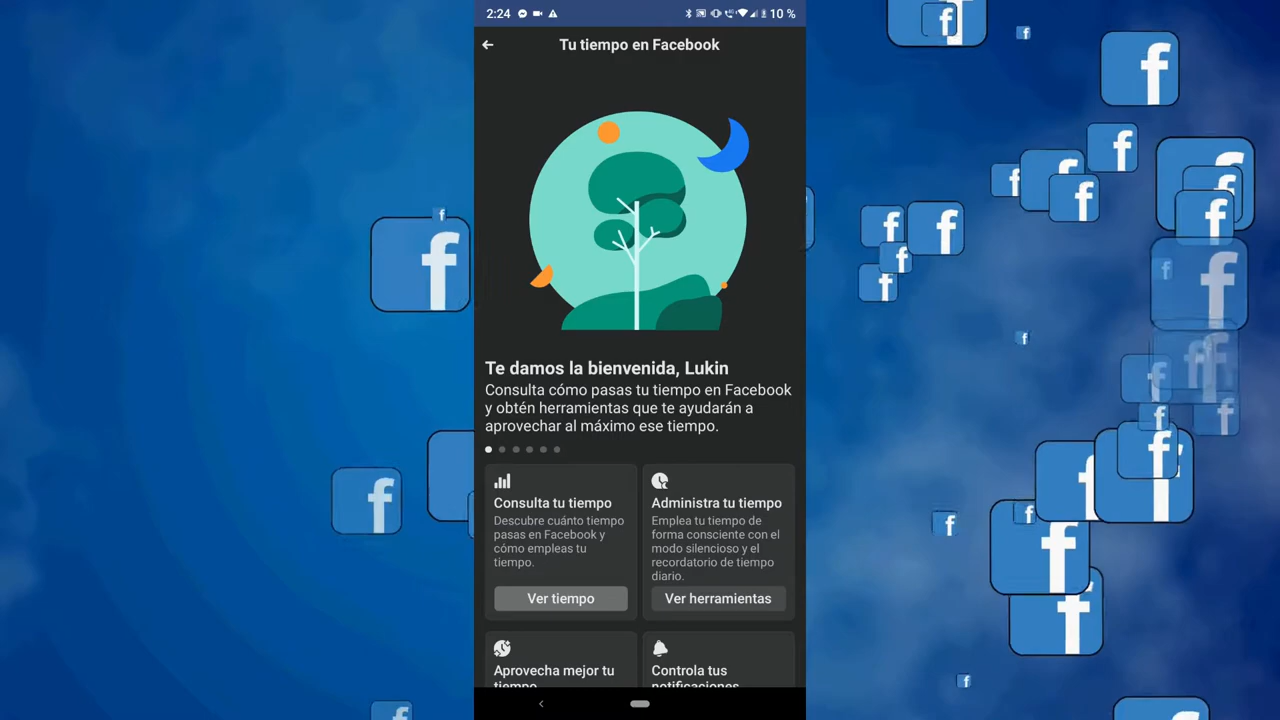 2:24
10 %
Tu tiempo en Facebook
Te damos la bienvenida, Lukin
Consulta cómo pasas tu tiempo en Facebook
y obtén herramientas que te ayudarán a
aprovechar al máximo ese tiempo.
Consulta tu tiempo
Descubre cuánto tiempo
pasas en Facebook y
cómo empleas tu
tiempo.
Ver tiempo
Administra tu tiempo
Emplea tu tiempo de
forma consciente con el
modo silencioso y el
recordatorio de tiempo
diario.
Ver herramientas
Aprovecha mejor tu
tiempo
Controla tus
notificaciones